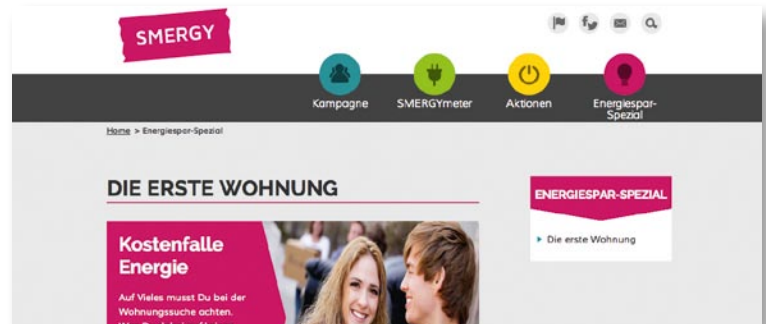 SMERGY
Kampagne
SMERGYmeter
Aktionen
Energiespar-
Spezial
Home > Energiespar-Spezial
DIE ERSTE WOHNUNG
ENERGIESPAR-SPEZIAL
Die erste Wohnung
Kostenfalle
Energie
Auf Vieles musst Du bei der
Wohnungssuche achten.